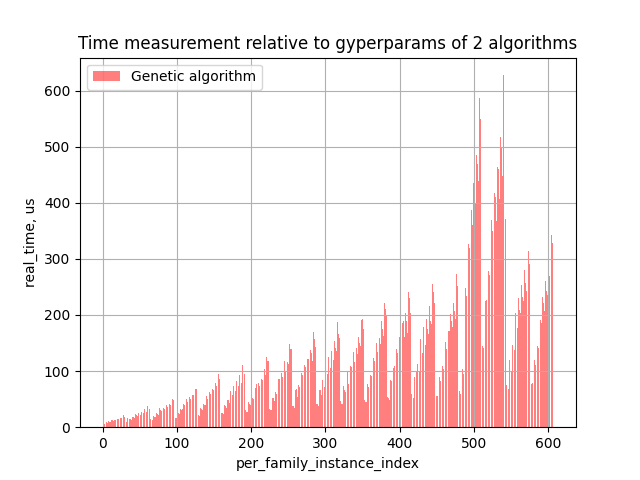 Time measurement relative to gyperparams of 2 algorithms
Genetic algorithm
600
500
400
300
200
100
0
real_time, us
0 100 200 300 400 500 600
per_family_instance_index